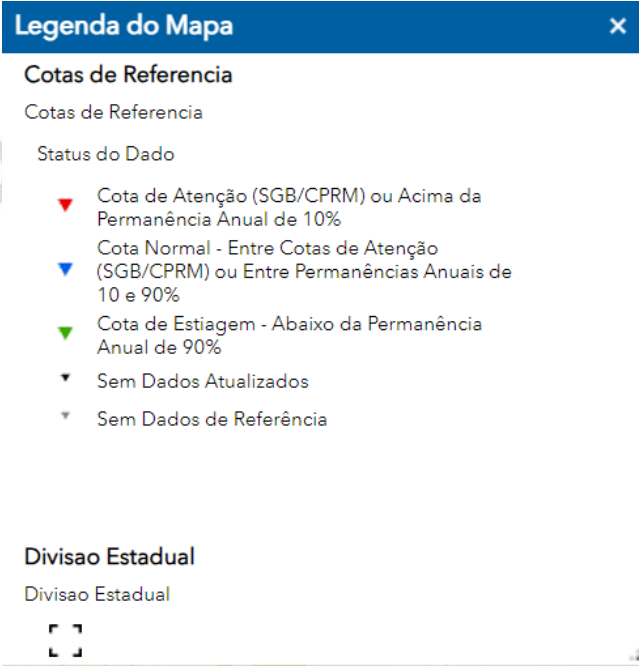 Legenda do Mapa
Cotas de Referencia
Cotas de Referencia
Status do Dado
Cota de Atenção (SGB/CPRM) ou Acima da
Permanência Anual de 10%
Cota Normal - Entre Cotas de Atenção
(SGB/CPRM) ou Entre Permanências Anuais de
10 e 90%
Cota de Estiagem - Abaixo da Permanência
Anual de 90%
Sem Dados Atualizados
Sem Dados de Referência
Divisao Estadual
Divisao Estadual